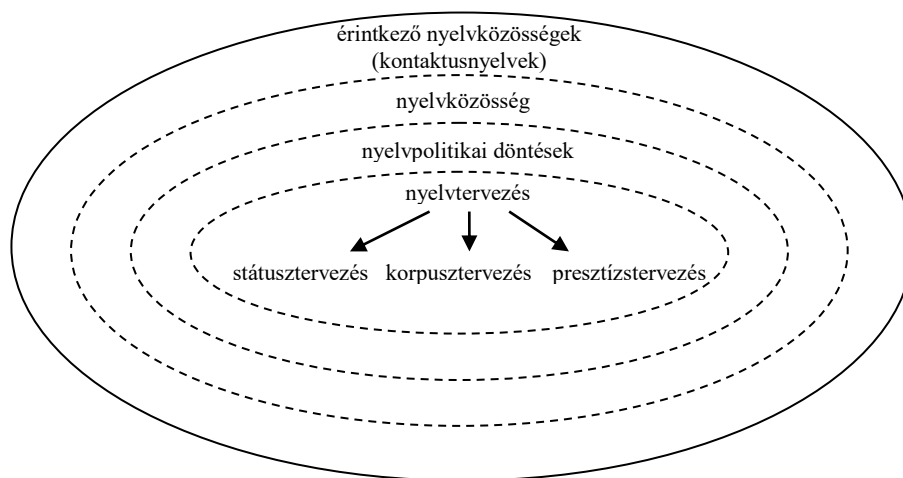 érintkező nyelvközösségek
(kontaktusnyelvek)
nyelvközösség
nyelvpolitikai döntések
nyelvtervezés
státusztervezés korpusztervezés presztízstervezés